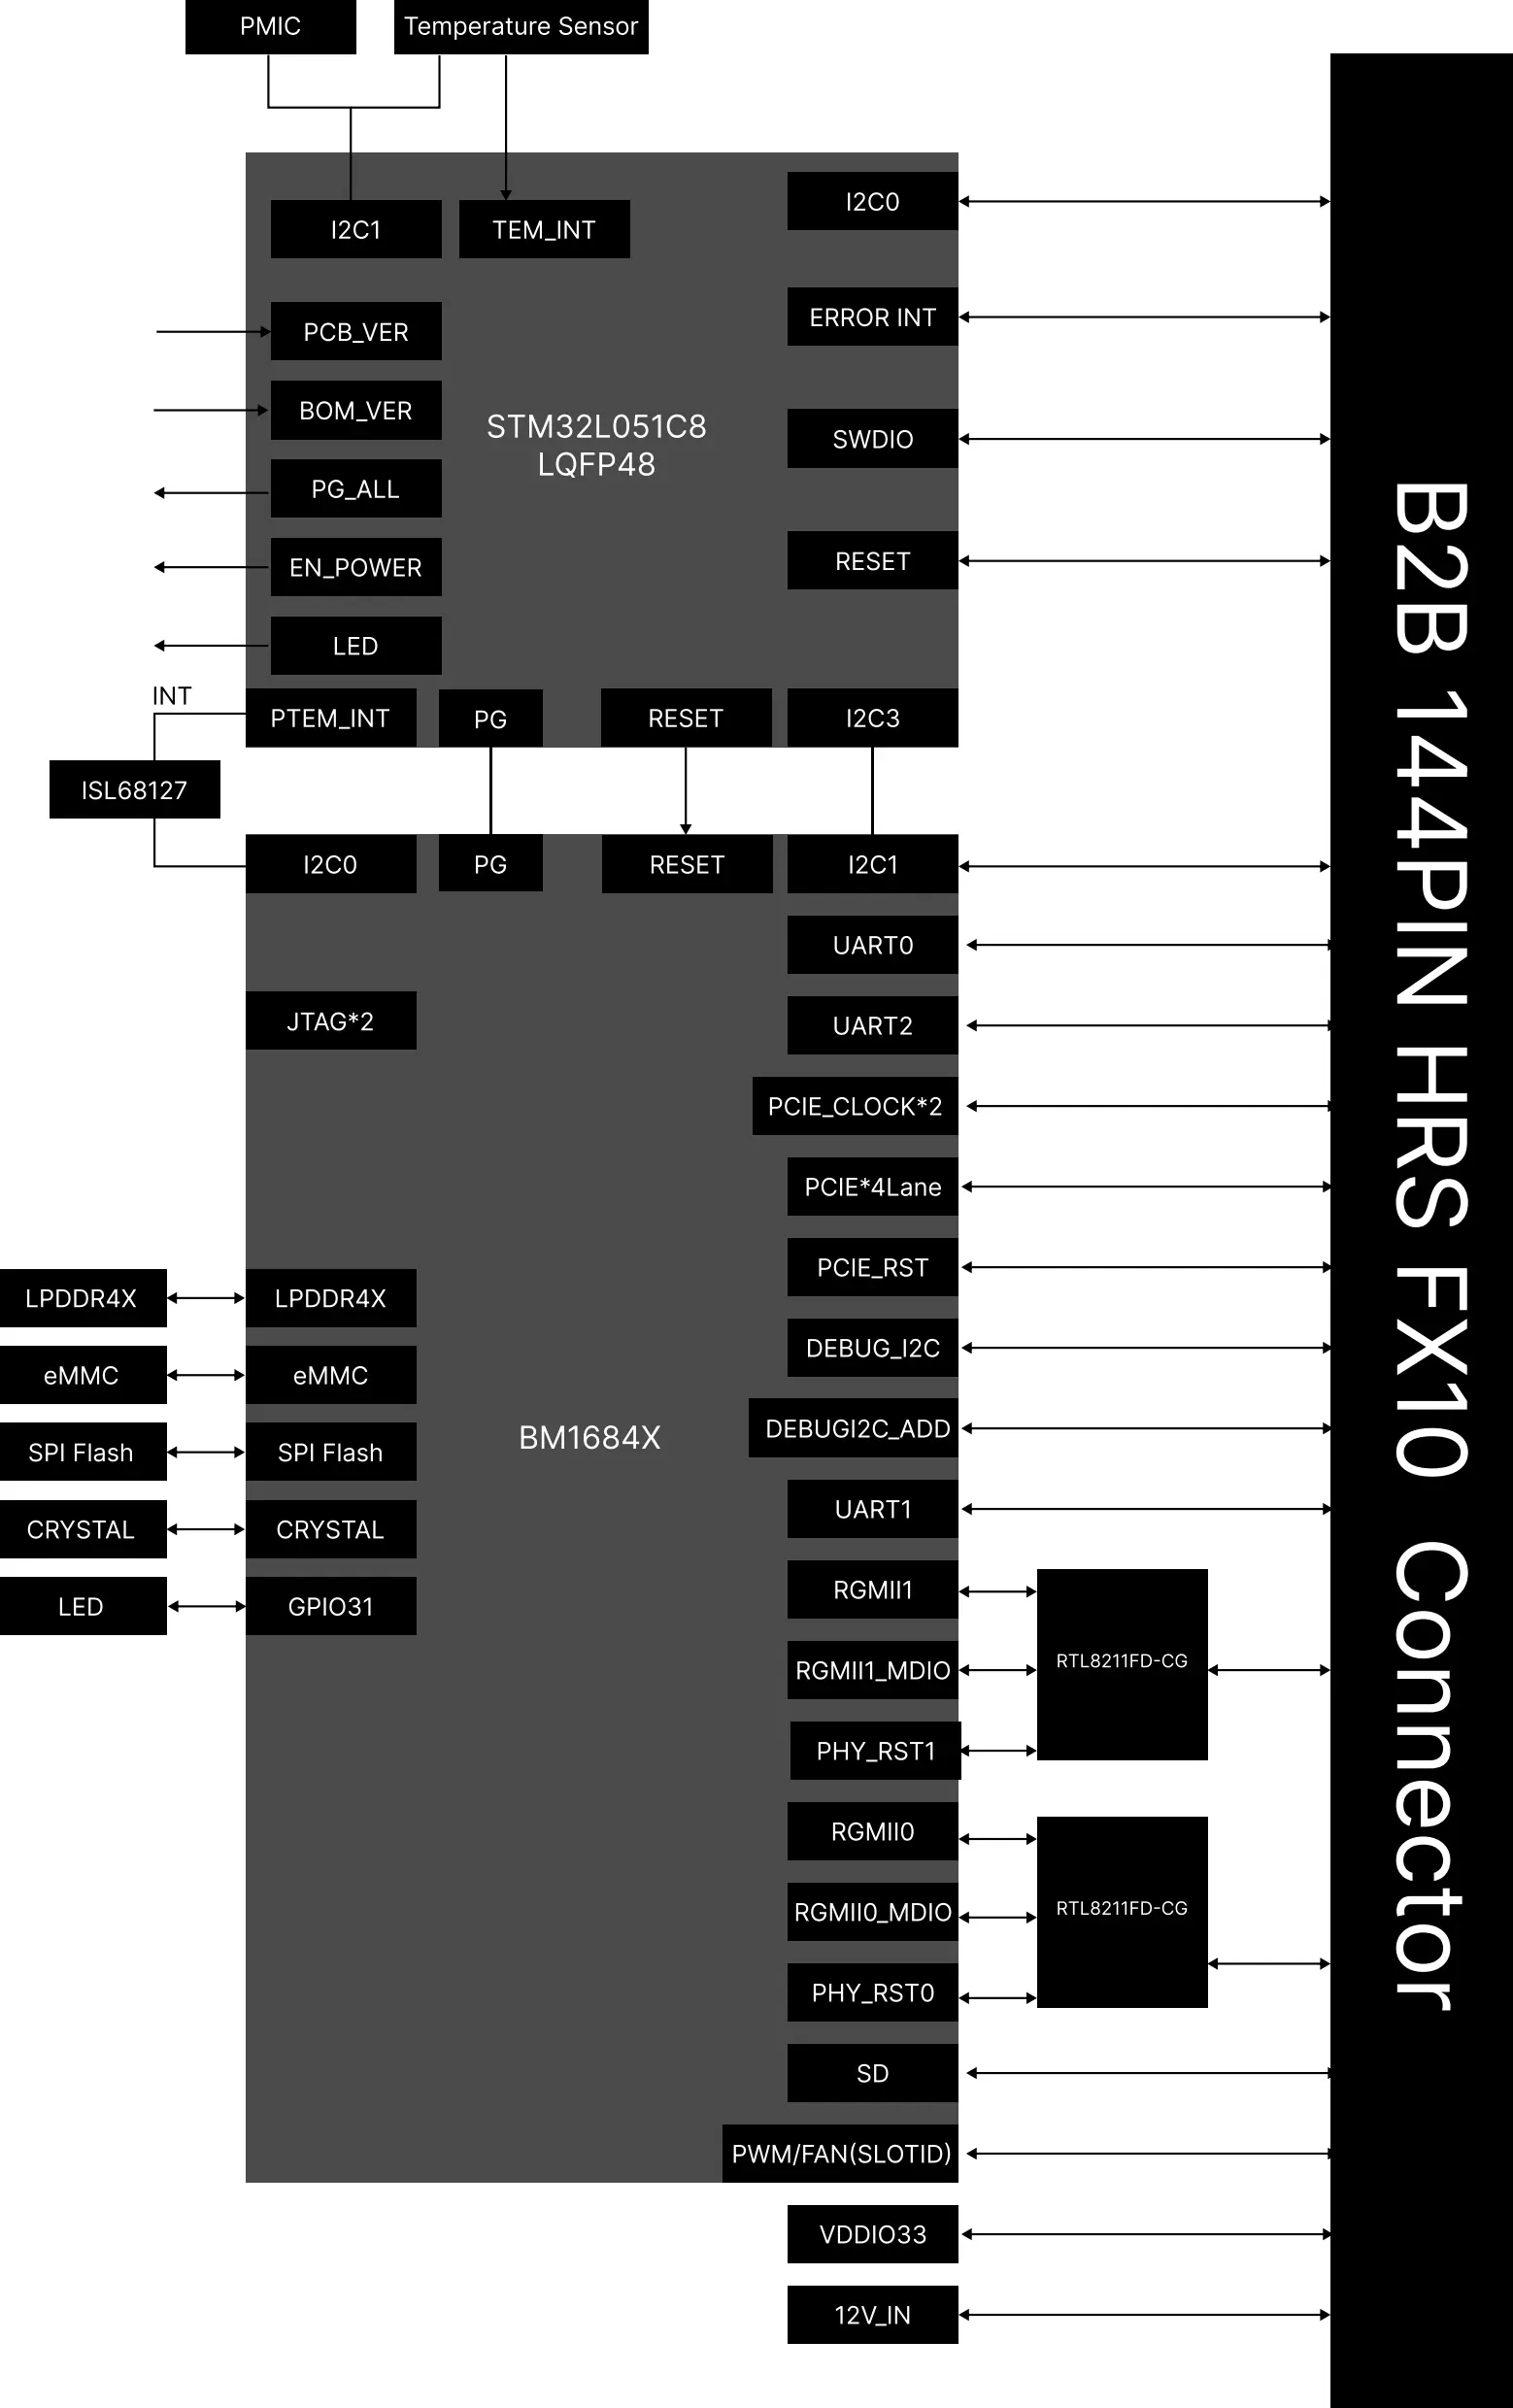 PMIC
Temperature Sensor
I2C1
TEM_INT
I2C0
PCB_VER
ERROR INT
BOM_VER
STM32L051C8
LQFP48
SWDIO
PG_ALL
EN_POWER
RESET
LED
INT
PTEM_INT
PG
RESET
I2C3
ISL68127
I2C0
PG
RESET
I2C1
UART0
JTAG*2
UART2
PCIE_CLOCK*2
PCIE*4Lane
PCIE_RST
LPDDR4X
LPDDR4X
DEBUG_I2C
eMMC
eMMC
DEBUGI2C_ADD
BM1684X
SPI Flash
SPI Flash
UART1
CRYSTAL
CRYSTAL
RGMII1
LED
GPIO31
RGMII1_MDIO
RTL8211FD-CG
PHY_RST1
RGMII0
RGMII0_MDIO
RTL8211FD-CG
PHY_RST0
SD
PWM/FAN(SLOTID)
VDDIO33
12V_IN
B2B 144PIN HRS FX10 Connector